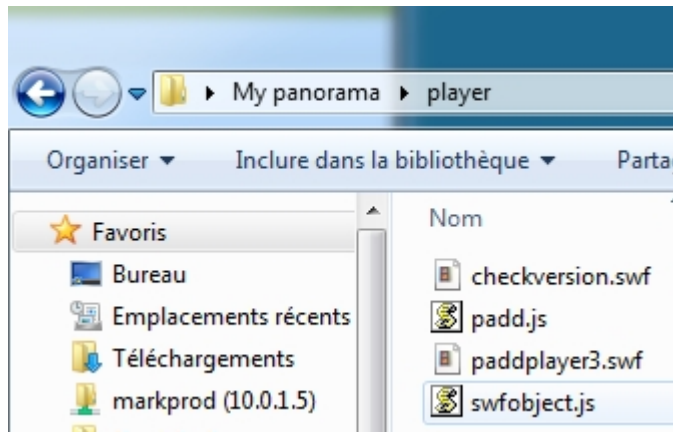 My panorama player
Organiser Inclure dans la bibliothèque
Nom
Favoris
checkversion.swf
Bureau
padd.js
Emplacements récents
paddplayer3.swf
Téléchargements
swfobject.js
markprod (10.0.1.5)